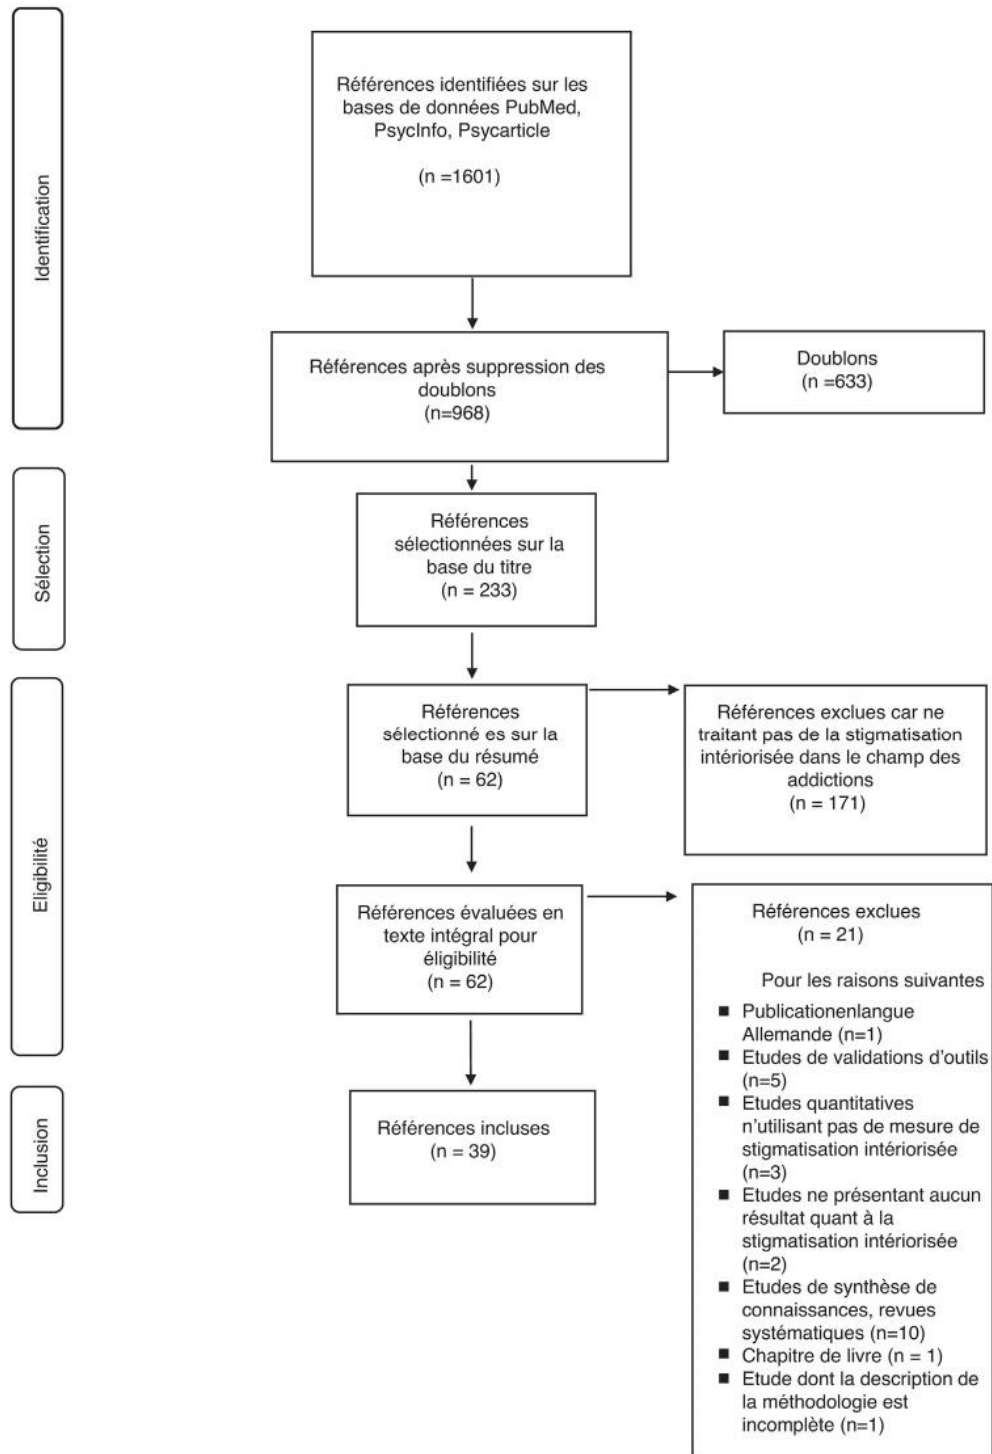 Identification
Références identifiées sur les
bases de données PubMed,
PsycInfo, Psycarticle
(n =1601)
Références après suppression des
doublons
(n=968)
Doublons
(n =633)
Sélection
Références
sélectionnées sur la
base du titre
(n = 233)
Eligibilité
Références
sélectionné es sur la
base du résumé
(n = 62)
Références exclues car ne
traitant pas de la stigmatisation
intériorisée dans le champ des
addictions
(n = 171)
Références évaluées en
texte intégral pour
éligibilité
(n = 62)
Références exclues
(n = 21)
Pour les raisons suivantes
■ Publicationenlangue
Allemande (n=1)
■ Etudes de validations d'outils
(n=5)
■ Etudes quantitatives
n'utilisant pas de mesure de
stigmatisation intériorisée
(n=3)
■ Etudes ne présentant aucun
résultat quant à la
stigmatisation intériorisée
(n=2)
■ Etudes de synthèse de
connaissances, revues
systématiques (n=10)
■ Chapitre de livre (n = 1)
■ Etude dont la description de
la méthodologie est
incomplète (n=1)
Inclusion
Références incluses
(n = 39)